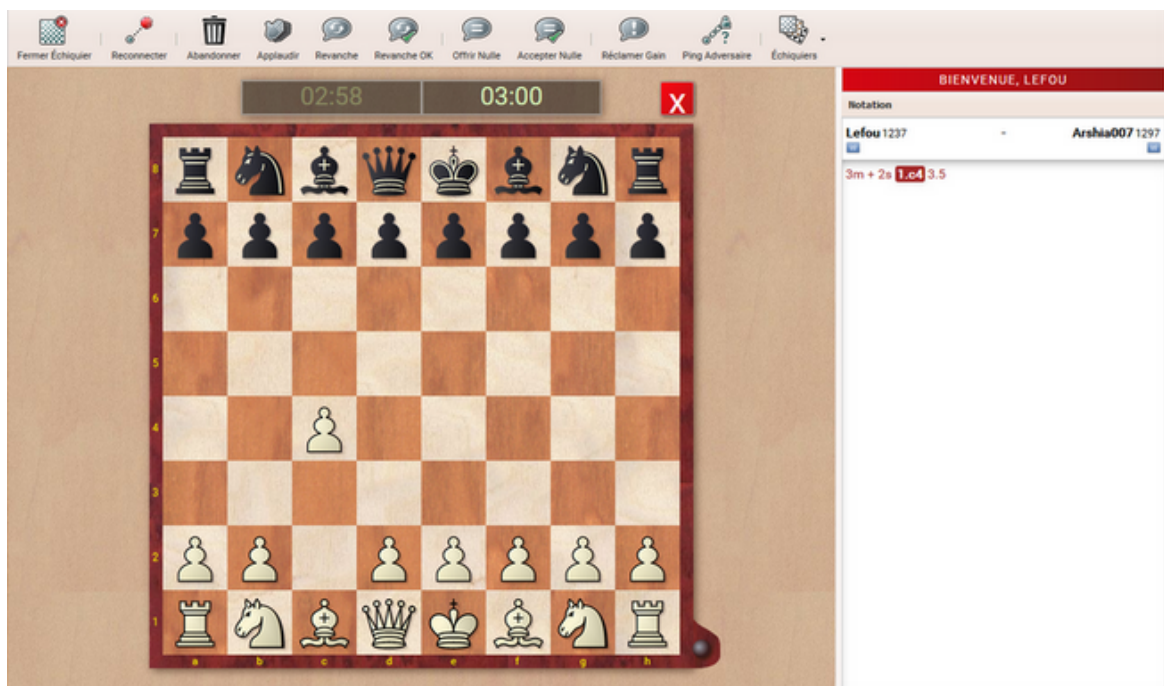 Fermer Échiquier Reconnecter Abandonner Applaudir Revanche Revanche OK Offrir Nulle Accepter Nulle Réclamer Gain Ping Adversaire Échiquiers
02:58 03:00 X
BIENVENUE, LEFOU
Notation
Lefou 1237 - Arshia007 1297
3m + 2s 1.c4 3.5
8
7
6
5
4
3
2
1
a b c d e f g h